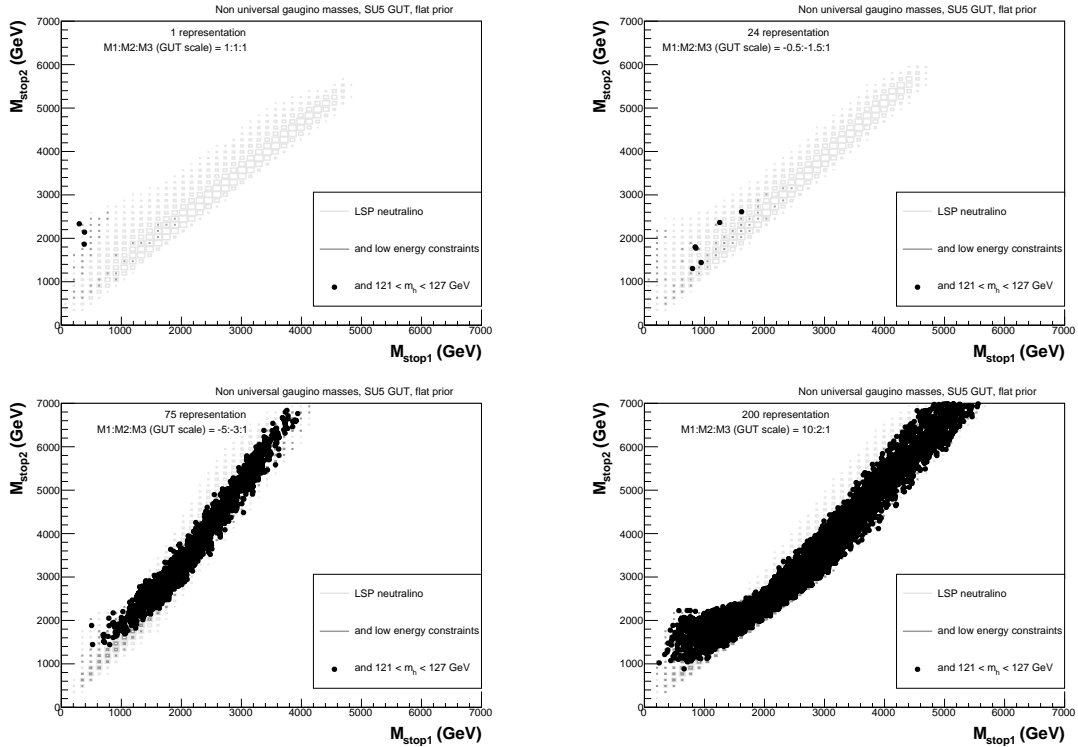 Non universal gaugino masses, SU5 GUT, flat prior
1 representation
M1:M2:M3 (GUT scale) = 1:1:1
M_stop2 (GeV)
7000
6000
5000
4000
3000
2000
1000
0
LSP neutralino
and low energy constraints
and 121 < m_h < 127 GeV
0 1000 2000 3000 4000 5000 6000 7000
M_stop1 (GeV)
Non universal gaugino masses, SU5 GUT, flat prior
24 representation
M1:M2:M3 (GUT scale) = -0.5:-1.5:1
M_stop2 (GeV)
7000
6000
5000
4000
3000
2000
1000
0
LSP neutralino
and low energy constraints
and 121 < m_h < 127 GeV
0 1000 2000 3000 4000 5000 6000 7000
M_stop1 (GeV)
Non universal gaugino masses, SU5 GUT, flat prior
75 representation
M1:M2:M3 (GUT scale) = -5:-3:1
M_stop2 (GeV)
7000
6000
5000
4000
3000
2000
1000
0
LSP neutralino
and low energy constraints
and 121 < m_h < 127 GeV
0 1000 2000 3000 4000 5000 6000 7000
M_stop1 (GeV)
Non universal gaugino masses, SU5 GUT, flat prior
200 representation
M1:M2:M3 (GUT scale) = 10:2:1
M_stop2 (GeV)
7000
6000
5000
4000
3000
2000
1000
0
LSP neutralino
and low energy constraints
and 121 < m_h < 127 GeV
0 1000 2000 3000 4000 5000 6000 7000
M_stop1 (GeV)